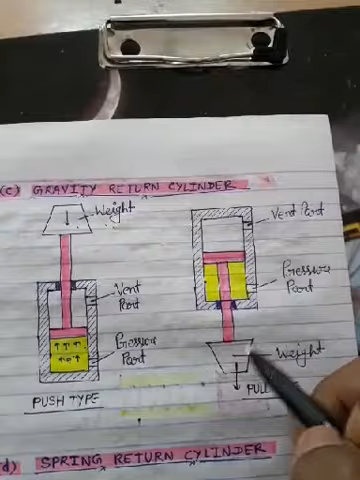 (c) GRAVITY RETURN CYLINDER
Weight
Vent Port
Vent
Port
Pressure
Port
Pressure
Port
Weight
PUSH TYPE
PULL
(d) SPRING RETURN CYLINDER